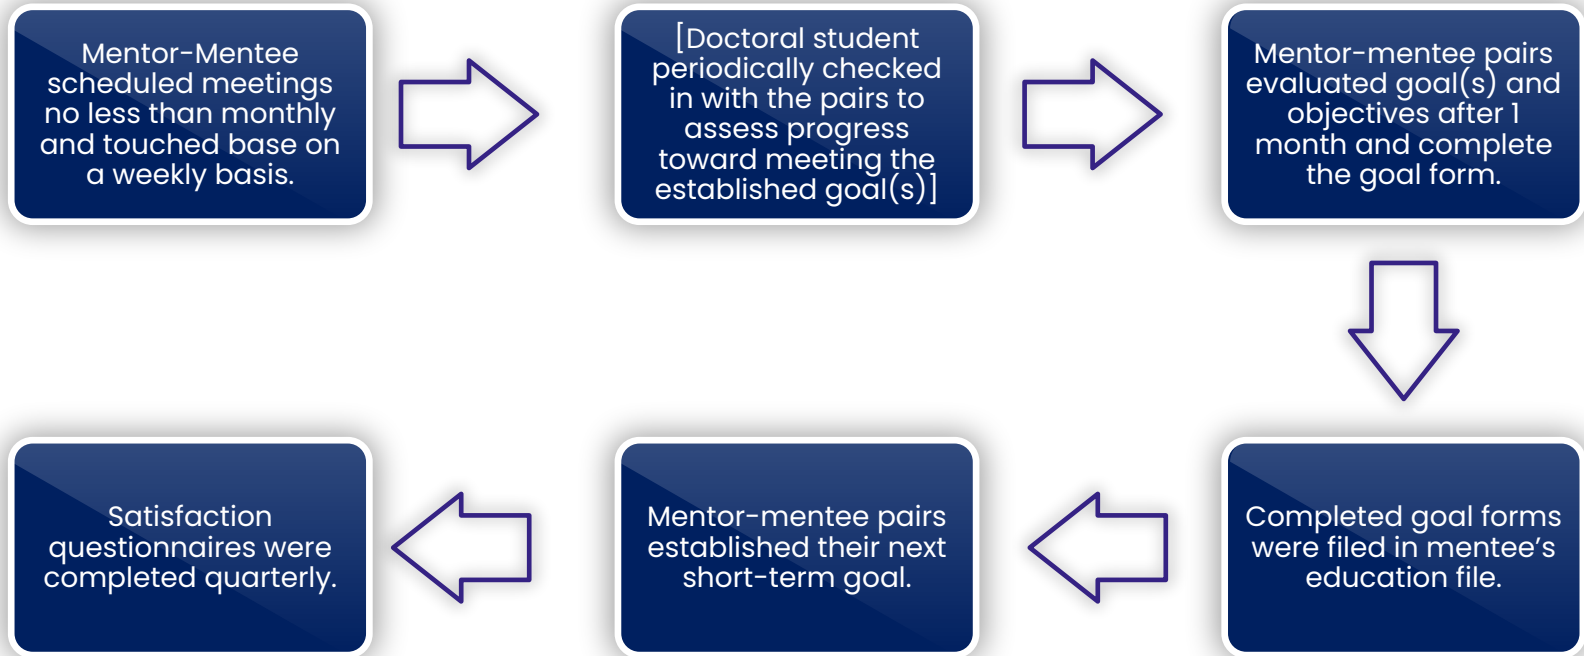 Mentor-Mentee
scheduled meetings
no less than monthly
and touched base on
a weekly basis.
[Doctoral student
periodically checked
in with the pairs to
assess progress
toward meeting the
established goal(s)]
Mentor-mentee pairs
evaluated goal(s) and
objectives after 1
month and complete
the goal form.
Completed goal forms
were filed in mentee's
education file.
Mentor-mentee pairs
established their next
short-term goal.
Satisfaction
questionnaires were
completed quarterly.